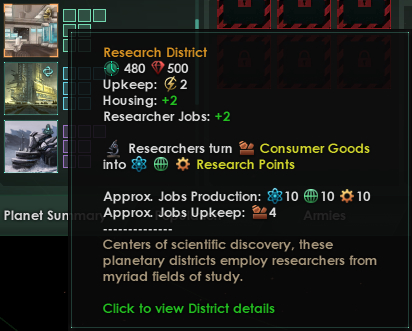 Research District
480 500
Upkeep: 2
Housing: +2
Researcher Jobs: +2
Researchers turn Consumer Goods
into Research Points
Approx. Jobs Production: 10 10 10
Approx. Jobs Upkeep: 4
--------------
Centers of scientific discovery, these
planetary districts employ researchers from
myriad fields of study.
Click to view District details
Planet Summary
Armies